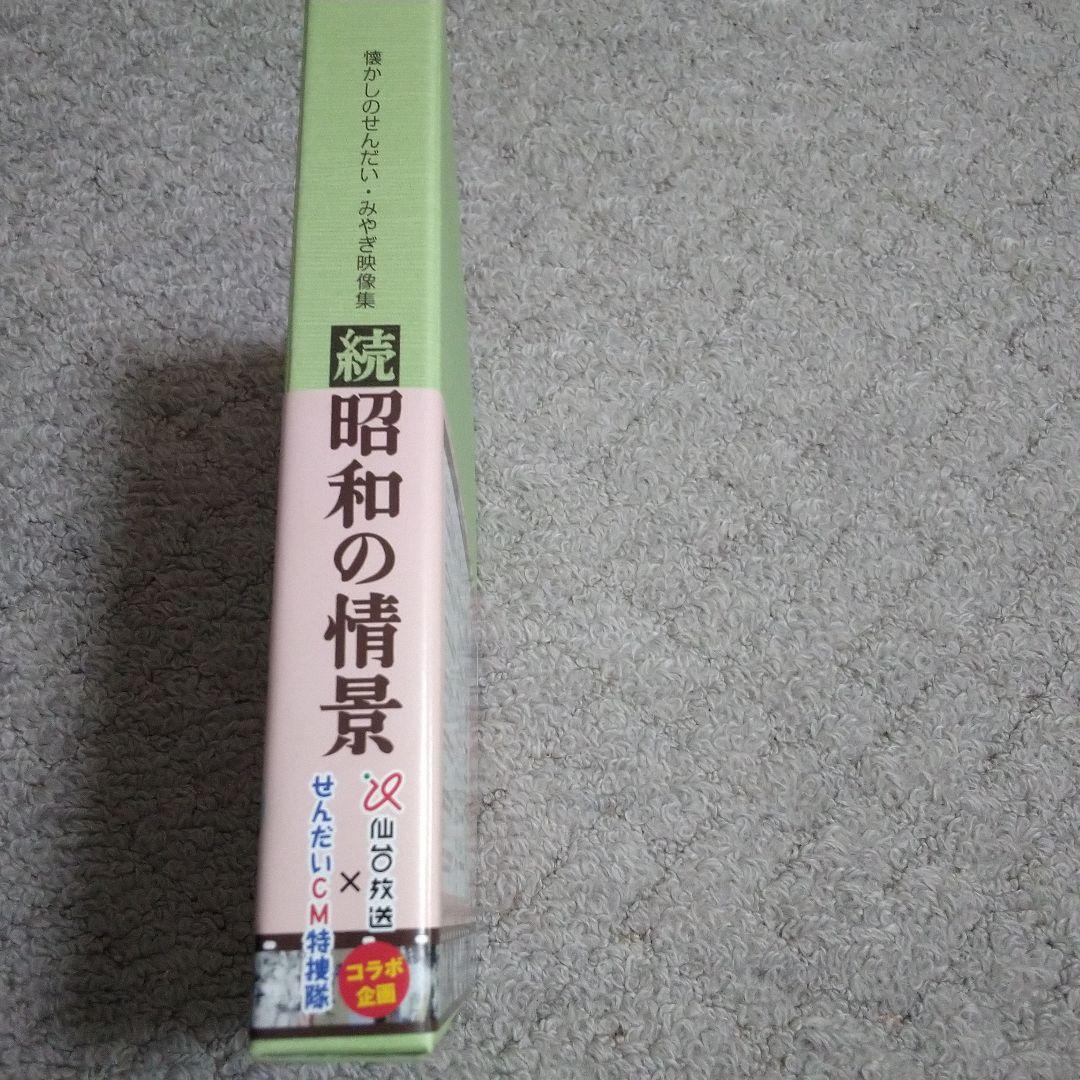 懐かしのせんだい・みやぎ映像集
続
昭和の情景
仙台放送
×
せんだいCM特捜隊
コラボ
企画